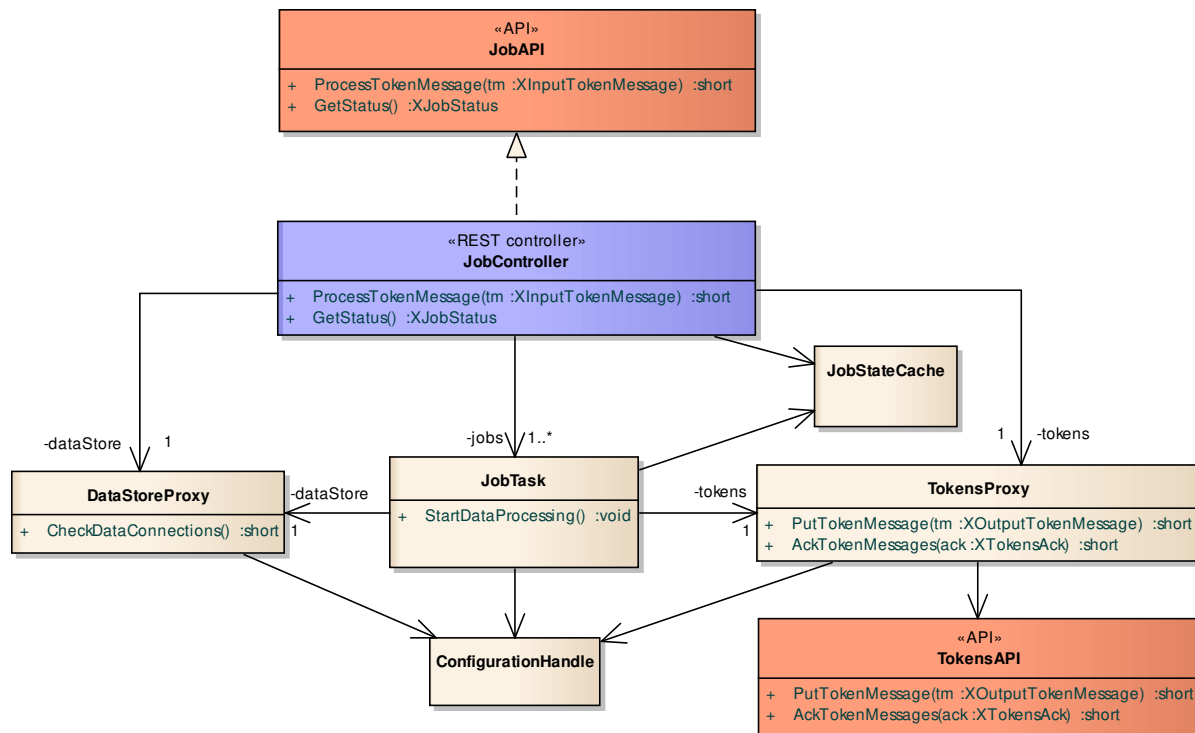 «API»
JobAPI
+ ProcessTokenMessage(tm :XInputTokenMessage) :short
+ GetStatus() :XJobStatus
«REST controller»
JobController
+ ProcessTokenMessage(tm :XInputTokenMessage) :short
+ GetStatus() :XJobStatus
JobStateCache
-dataStore 1
-jobs 1..*
1 -tokens
DataStoreProxy
+ CheckDataConnections() :short
-dataStore
1
JobTask
+ StartDataProcessing() :void
-tokens
1
TokensProxy
+ PutTokenMessage(tm :XOutputTokenMessage) :short
+ AckTokenMessages(ack :XTokensAck) :short
ConfigurationHandle
«API»
TokensAPI
+ PutTokenMessage(tm :XOutputTokenMessage) :short
+ AckTokenMessages(ack :XTokensAck) :short